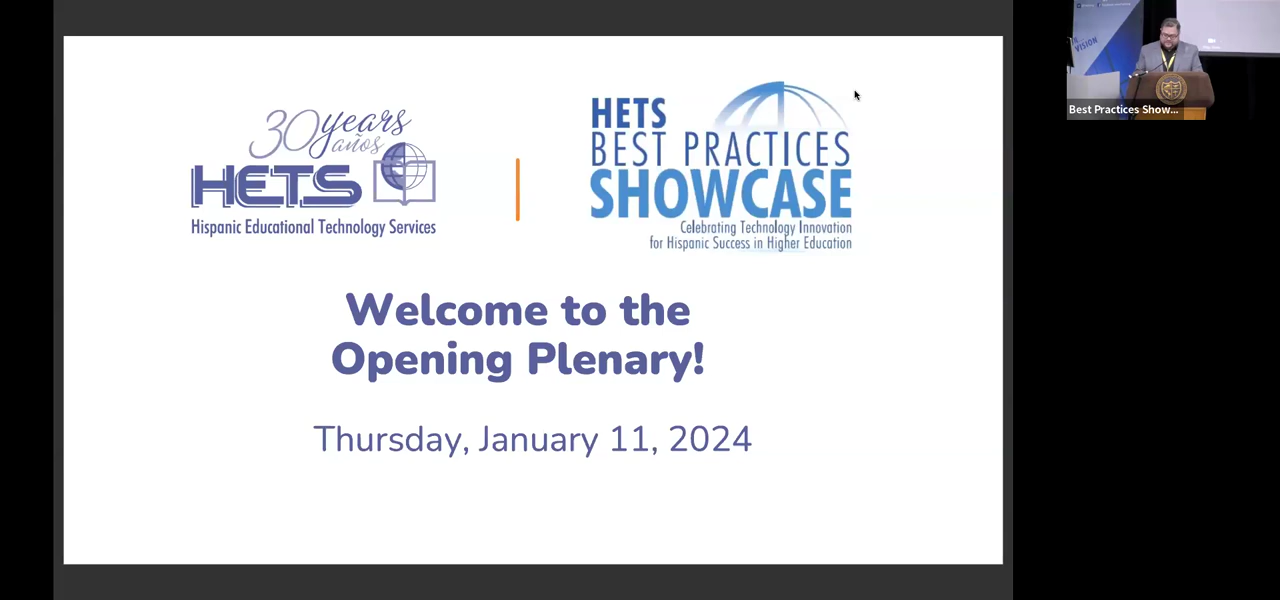 30 years
años
HETS
Hispanic Educational Technology Services
HETS
BEST PRACTICES
SHOWCASE
Celebrating Technology Innovation
for Hispanic Success in Higher Education
Welcome to the
Opening Plenary!
Thursday, January 11, 2024
VISION
Best Practices Show...